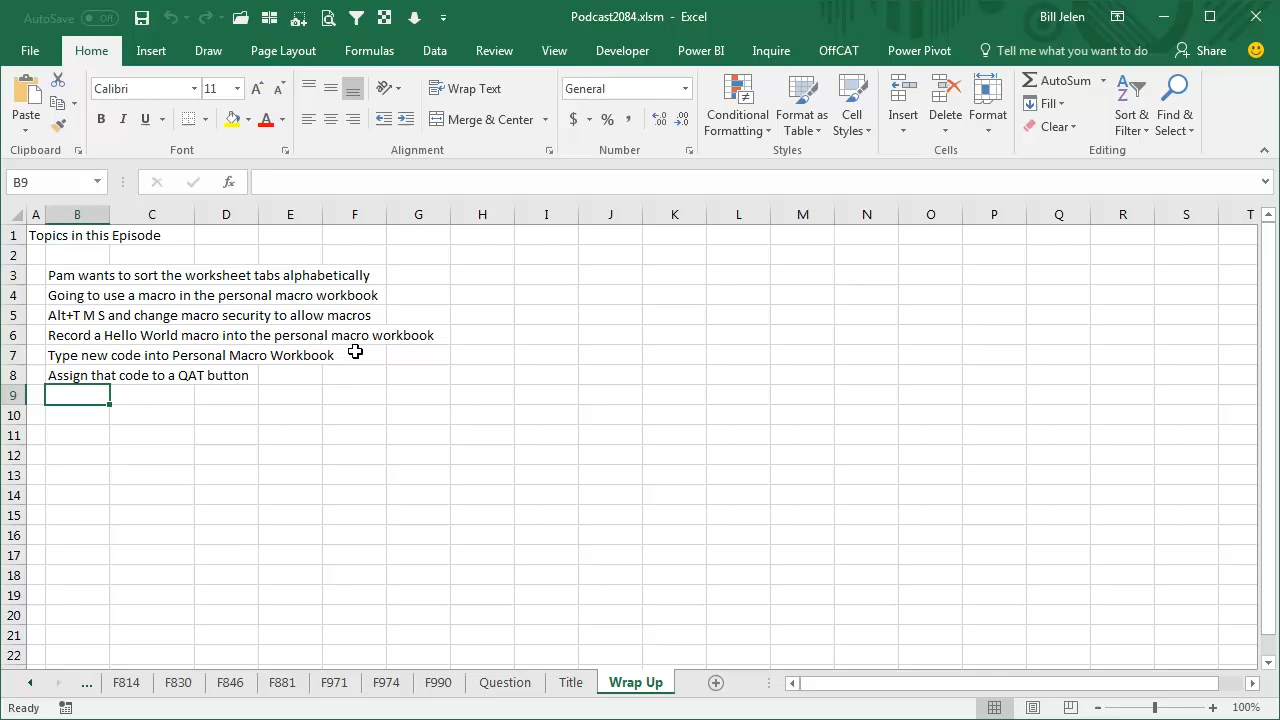 AutoSave Off
Podcast2084.xlsm - Excel
Bill Jelen
File Home Insert Draw Page Layout Formulas Data Review View Developer Power BI Inquire OffCAT Power Pivot Tell me what you want to do Share
Paste
Clipboard
Calibri 11
B I U
A A A
Font
Wrap Text
Merge & Center
Alignment
General
$ % ,
Number
Conditional Formatting
Format as Table
Cell Styles
Styles
Insert Delete Format
Cells
AutoSum
Fill
Clear
Sort & Filter
Find & Select
Editing
B9
fx
A B C D E F G H I J K L M N O P Q R S T
1 Topics in this Episode
2
3 Pam wants to sort the worksheet tabs alphabetically
4 Going to use a macro in the personal macro workbook
5 Alt+T M S and change macro security to allow macros
6 Record a Hello World macro into the personal macro workbook
7 Type new code into Personal Macro Workbook
8 Assign that code to a QAT button
9
10
11
12
13
14
15
16
17
18
19
20
21
22
... F814 F830 F846 F881 F971 F974 F990 Question Title Wrap Up
Ready
100%